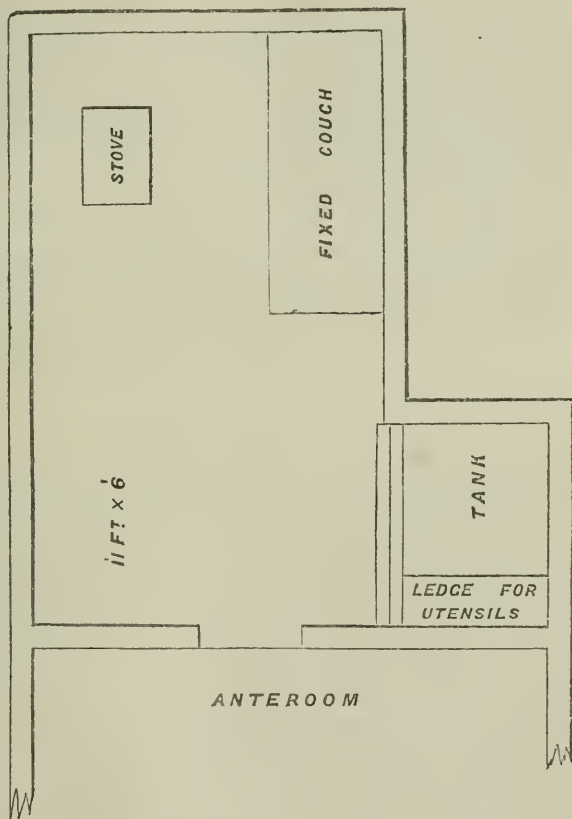 STOVE
FIXED COUCH
11 FT × 6'
TANK
LEDGE FOR
UTENSILS
ANTEROOM